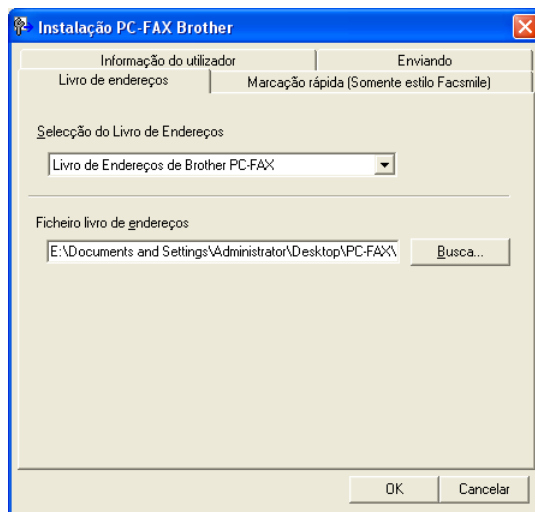 Instalação PC-FAX Brother
Informação do utilizador
Enviando
Livro de endereços
Marcação rápida (Somente estilo Facsmile)
Selecção do Livro de Endereços
Livro de Endereços de Brother PC-FAX
Ficheiro livro de endereços
E:\Documents and Settings\Administrator\Desktop\PC-FAX\
Busca...
OK
Cancelar